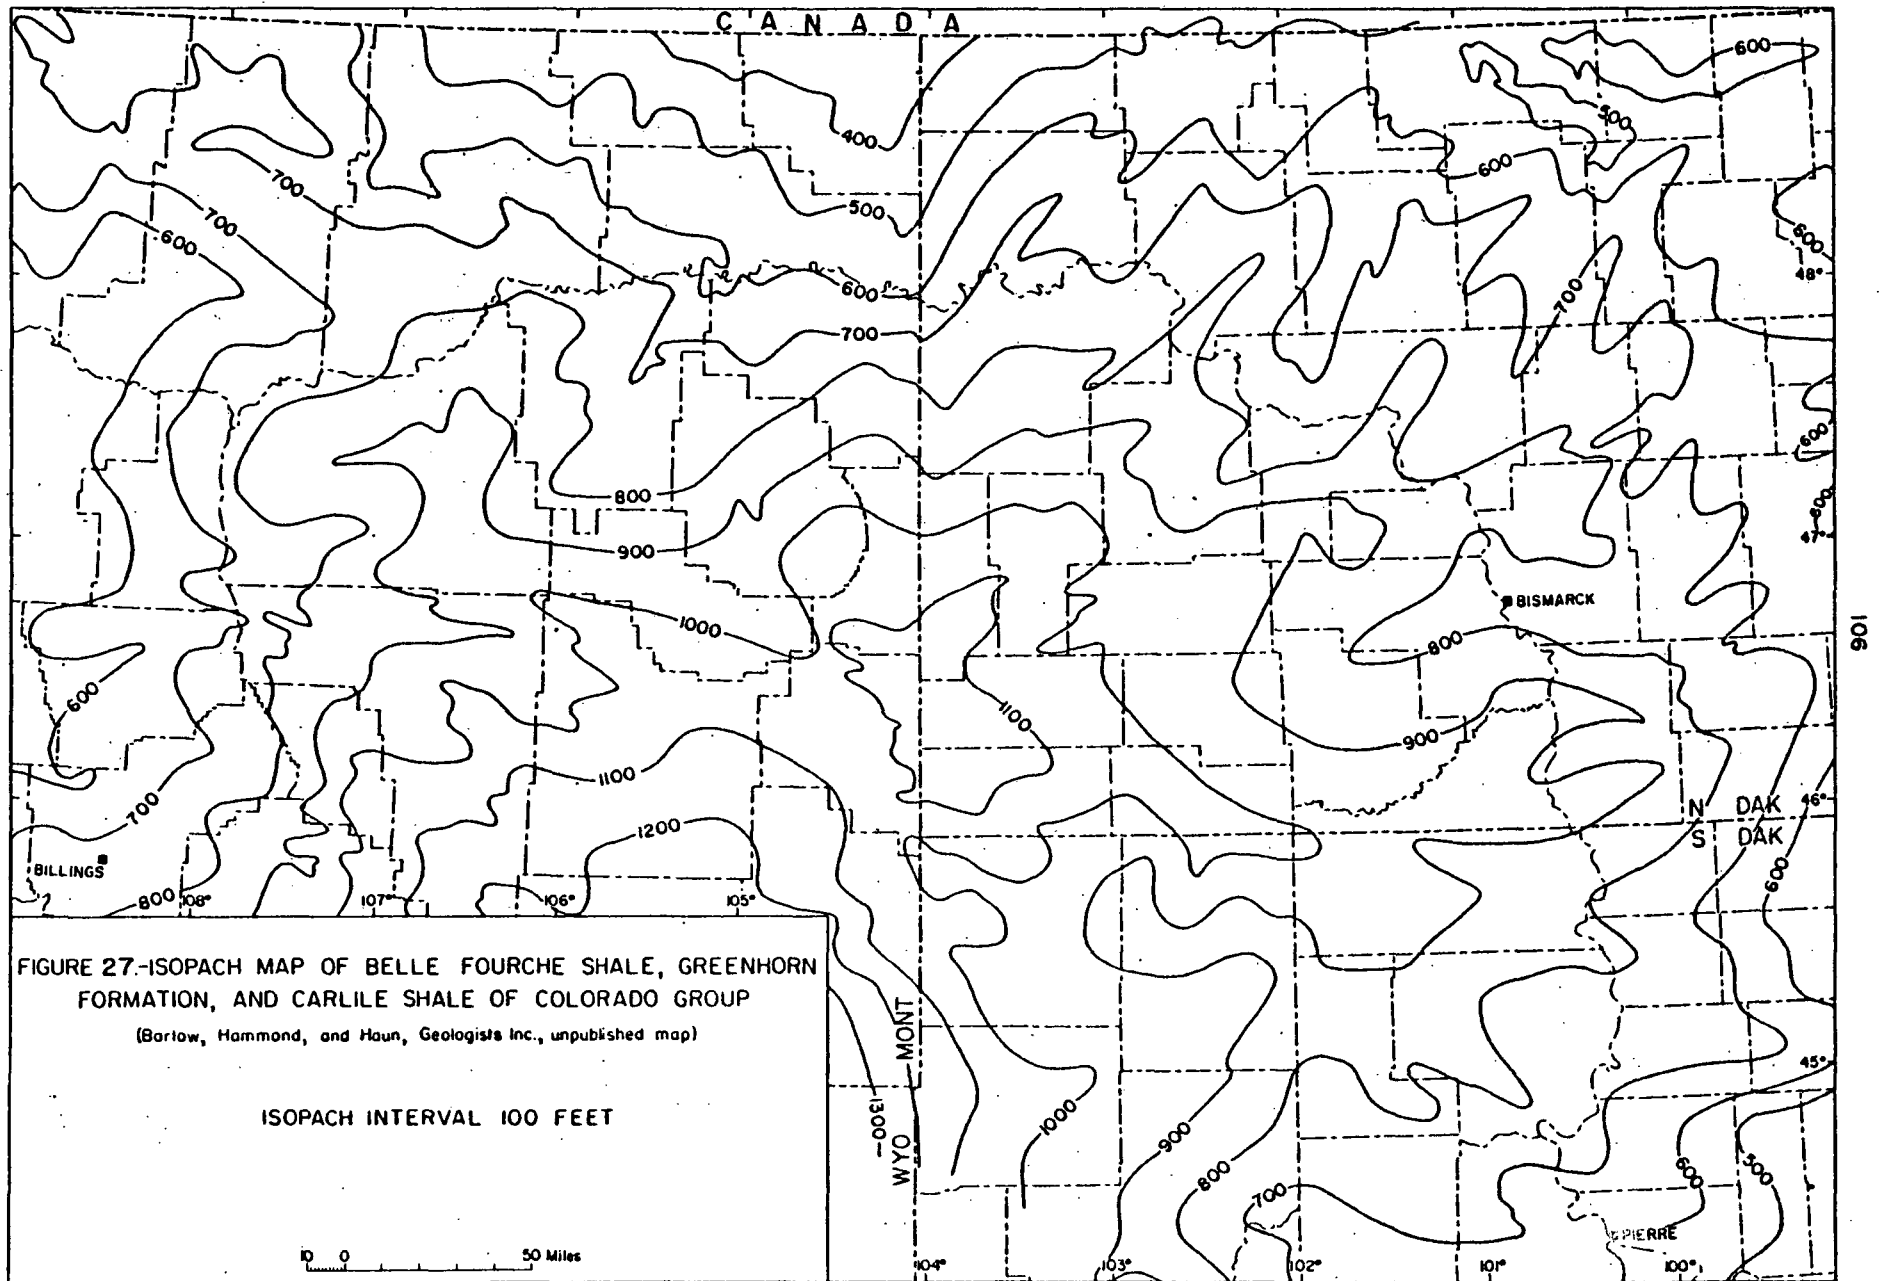 C A N A D A
600
400
500
600
700
500
700
600
600
48°
600
700
700
800
600
600
47°
900
BISMARCK
1000
800
600
1100
900
1100
700
N DAK 46°
S DAK
1200
600
BILLINGS
800 108° 107° 106° 105°
FIGURE 27.-ISOPACH MAP OF BELLE FOURCHE SHALE, GREENHORN
FORMATION, AND CARLILE SHALE OF COLORADO GROUP
(Barlow, Hammond, and Haun, Geologists Inc., unpublished map)
ISOPACH INTERVAL 100 FEET
10 0 50 Miles
WYO MONT
1300
45°
1000
900
800
700
600
500
PIERRE
104° 103° 102° 101° 100°
106